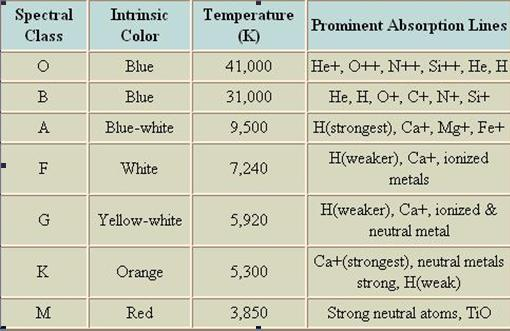 Spectral Class Intrinsic Color Temperature (K) Prominent Absorption Lines
O Blue 41,000 He+, O++, N++, Si++, He, H
B Blue 31,000 He, H, O+, C+, N+, Si+
A Blue-white 9,500 H(strongest), Ca+, Mg+, Fe+
F White 7,240 H(weaker), Ca+, ionized metals
G Yellow-white 5,920 H(weaker), Ca+, ionized & neutral metal
K Orange 5,300 Ca+(strongest), neutral metals strong, H(weak)
M Red 3,850 Strong neutral atoms, TiO